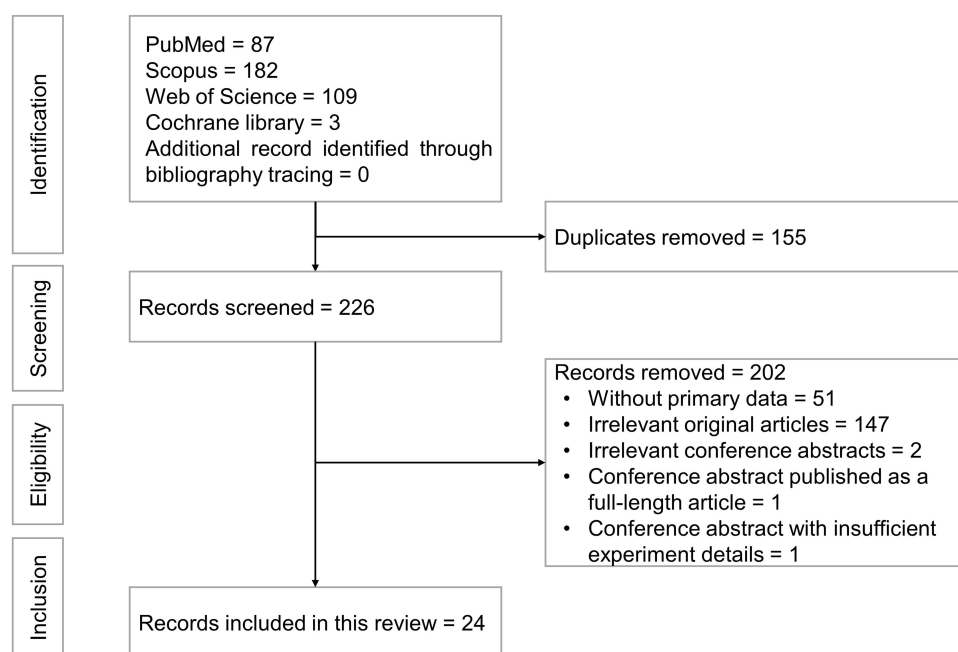 Identification
PubMed = 87
Scopus = 182
Web of Science = 109
Cochrane library = 3
Additional record identified through
bibliography tracing = 0
Duplicates removed = 155
Screening
Records screened = 226
Eligibility
Records removed = 202
• Without primary data = 51
• Irrelevant original articles = 147
• Irrelevant conference abstracts = 2
• Conference abstract published as a
full-length article = 1
• Conference abstract with insufficient
experiment details = 1
Inclusion
Records included in this review = 24